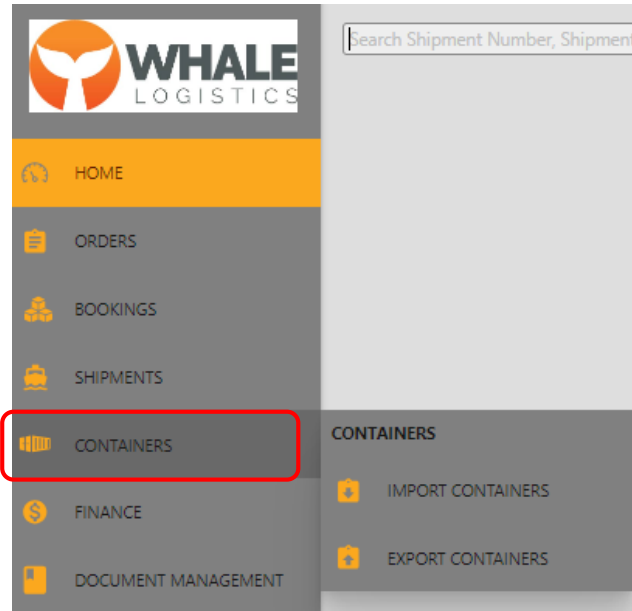 WHALE
LOGISTICS
Search Shipment Number, Shipment
HOME
ORDERS
BOOKINGS
SHIPMENTS
CONTAINERS
CONTAINERS
IMPORT CONTAINERS
EXPORT CONTAINERS
FINANCE
DOCUMENT MANAGEMENT